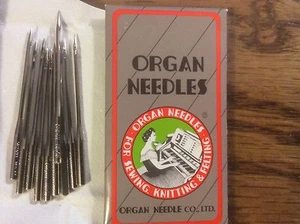 ORGAN
NEEDLES
®
· ORGAN NEEDLES ·
FOR SEWING, KNITTING & FELTING
ORGAN NEEDLE CO., LTD.